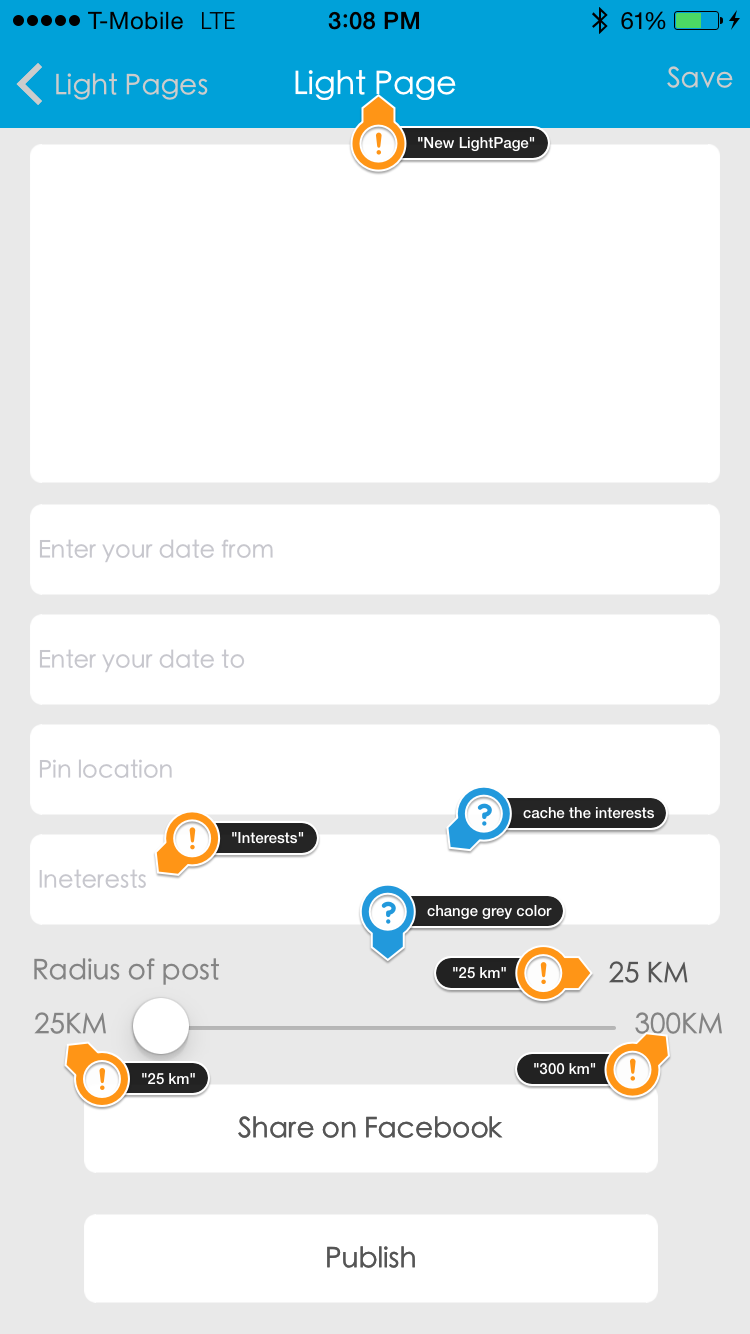 T-Mobile LTE 3:08 PM 61%
Light Pages Light Page Save
! "New LightPage"
Enter your date from
Enter your date to
Pin location
? cache the interests
! "Interests"
Ineterests
? change grey color
Radius of post "25 km" ! 25 KM
25KM 300KM
! "25 km" "300 km" !
Share on Facebook
Publish